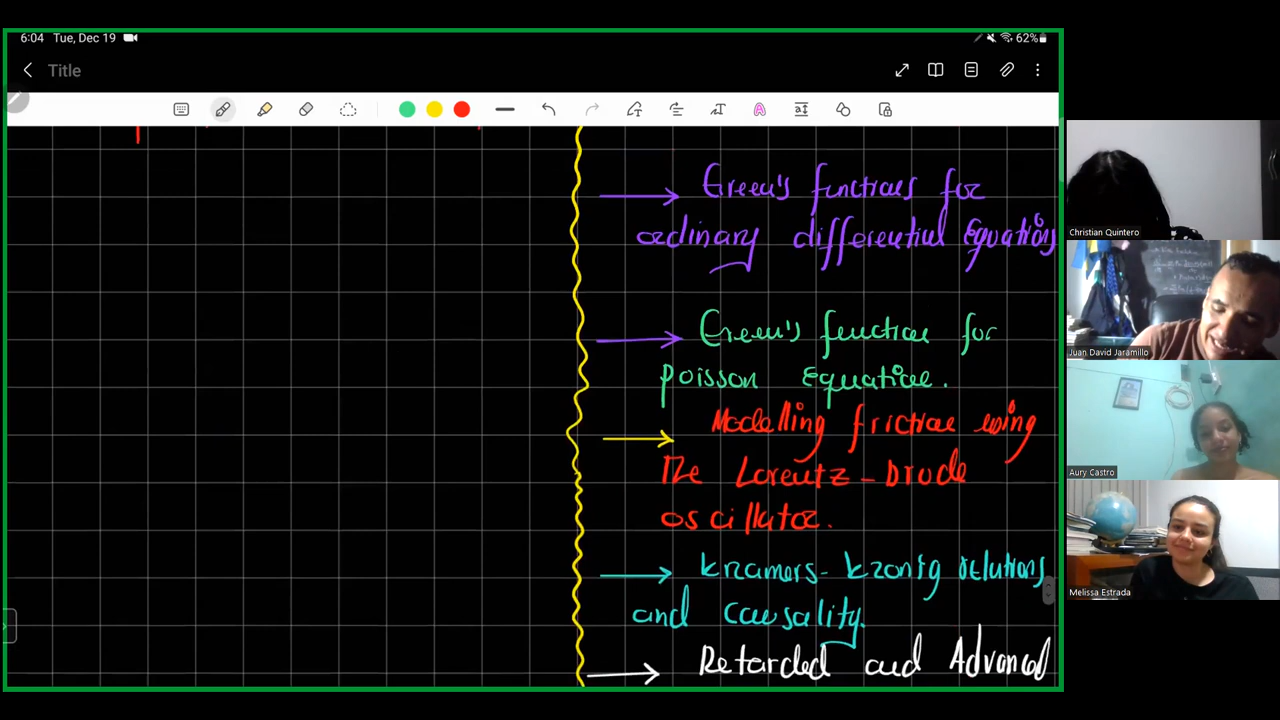 6:04 Tue, Dec 19
62%
Title
Green's functions for
ordinary differential Equations
Green's function for
Poisson Equation.
Modelling friction using
The Lorentz-Drude
oscillator.
Kramers-Kronig relations
and causality.
Retarded and Advanced
Christian Quintero
Juan David Jaramillo
Aury Castro
Melissa Estrada